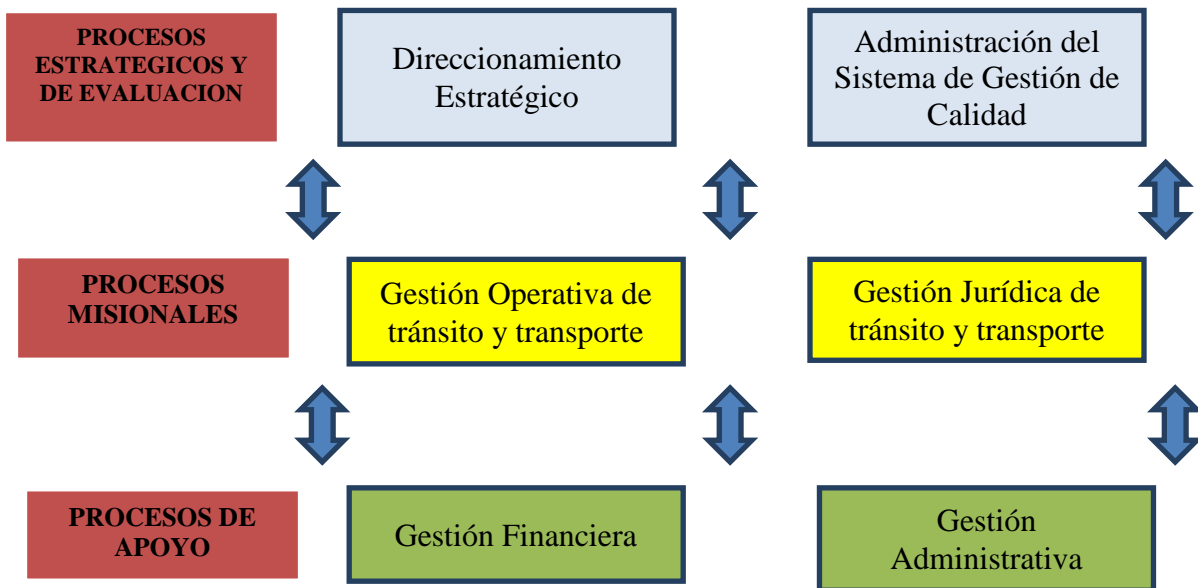 PROCESOS
ESTRATEGICOS Y
DE EVALUACION
Direccionamiento
Estratégico
Administración del
Sistema de Gestión de
Calidad
PROCESOS
MISIONALES
Gestión Operativa de
tránsito y transporte
Gestión Jurídica de
tránsito y transporte
PROCESOS DE
APOYO
Gestión Financiera
Gestión
Administrativa